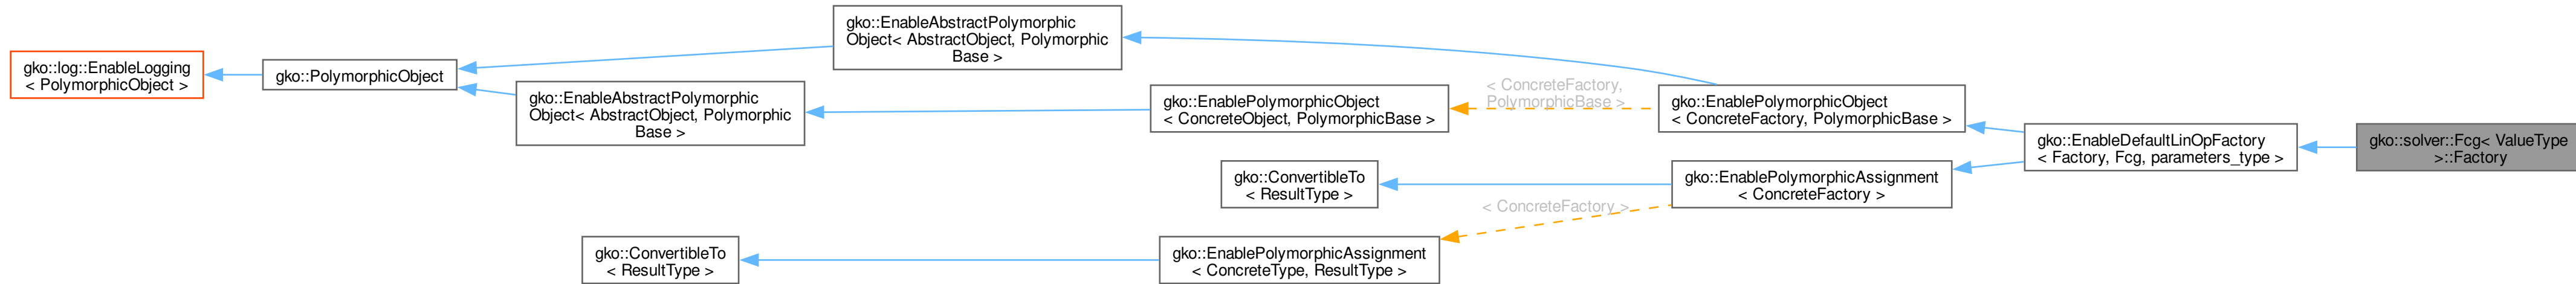 gko::log::EnableLogging
< PolymorphicObject >
gko::PolymorphicObject
gko::EnableAbstractPolymorphic
Object< AbstractObject, Polymorphic
Base >
gko::EnableAbstractPolymorphic
Object< AbstractObject, Polymorphic
Base >
gko::EnablePolymorphicObject
< ConcreteObject, PolymorphicBase >
< ConcreteFactory,
PolymorphicBase >
gko::EnablePolymorphicObject
< ConcreteFactory, PolymorphicBase >
gko::EnableDefaultLinOpFactory
< Factory, Fcg, parameters_type >
gko::solver::Fcg< ValueType
>::Factory
gko::ConvertibleTo
< ResultType >
gko::EnablePolymorphicAssignment
< ConcreteFactory >
< ConcreteFactory >
gko::ConvertibleTo
< ResultType >
gko::EnablePolymorphicAssignment
< ConcreteType, ResultType >